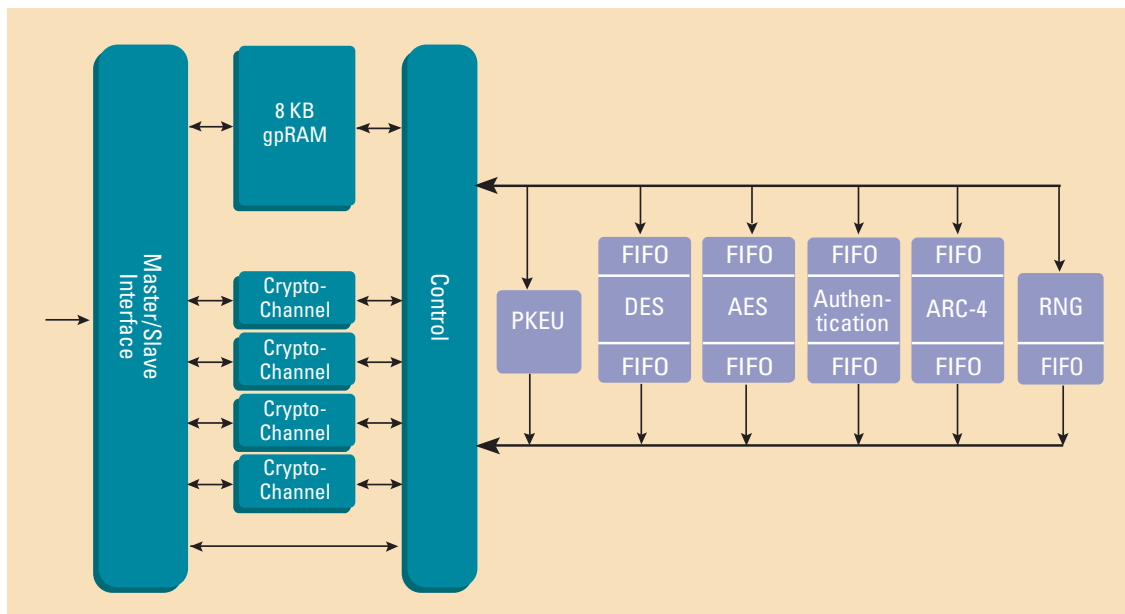 Master/Slave
Interface
8 KB
gpRAM
Crypto-
Channel
Crypto-
Channel
Crypto-
Channel
Crypto-
Channel
Control
PKEU
FIFO
DES
FIFO
FIFO
AES
FIFO
FIFO
Authen-
tication
FIFO
FIFO
ARC-4
FIFO
RNG
FIFO